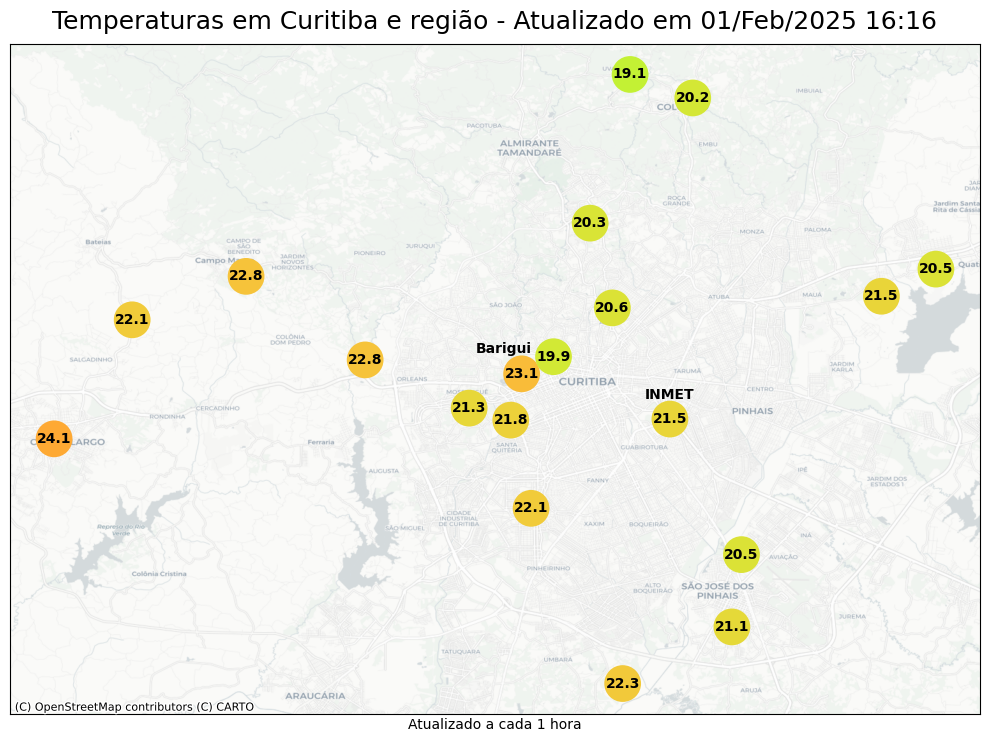 Temperaturas em Curitiba e região - Atualizado em 01/Feb/2025 16:16
19.1
20.2
IMBUIAL
PACOTUBA
EMBU
ALMIRANTE
TAMANDARÉ
ROÇA
GRANDE
Jardim Santa
Rita de Cássia
20.3
MONZA
PALOMA
Bateias
CAMPO DE
SÃO
BENEDITO
JURUQUI
PIONEIRO
JARDIM
NOVOS
HORIZONTES
22.8
20.5
21.5
ATUBA
MAUÁ
SÃO JOÃO
20.6
22.1
COLÔNIA
DOM PEDRO
Barigui
19.9
SALGADINHO
22.8
JARDIM
KARLA
23.1
TARUMÃ
ORLEANS
CURITIBA
CENTRO
INMET
21.3
CERCADINHO
PINHAIS
RONDINHA
21.8
21.5
24.1
Ferraria
SANTA
QUITÉRIA
GUABIROTUBA
AUGUSTA
IPÊ
FANNY
JARDIM DOS
ESTADOS I
22.1
CIDADE
INDUSTRIAL
DE CURITIBA
XAXIM
BOQUEIRÃO
SÃO MIGUEL
Represa do Rio
Verde
INÁ
20.5
AVIAÇÃO
PINHEIRINHO
Colônia Cristina
ALTO
BOQUEIRÃO
SÃO JOSÉ DOS
PINHAIS
JUREMA
21.1
TATUQUARA
UMBARÁ
22.3
ARUJÁ
ARAUCÁRIA
(C) OpenStreetMap contributors (C) CARTO
Atualizado a cada 1 hora